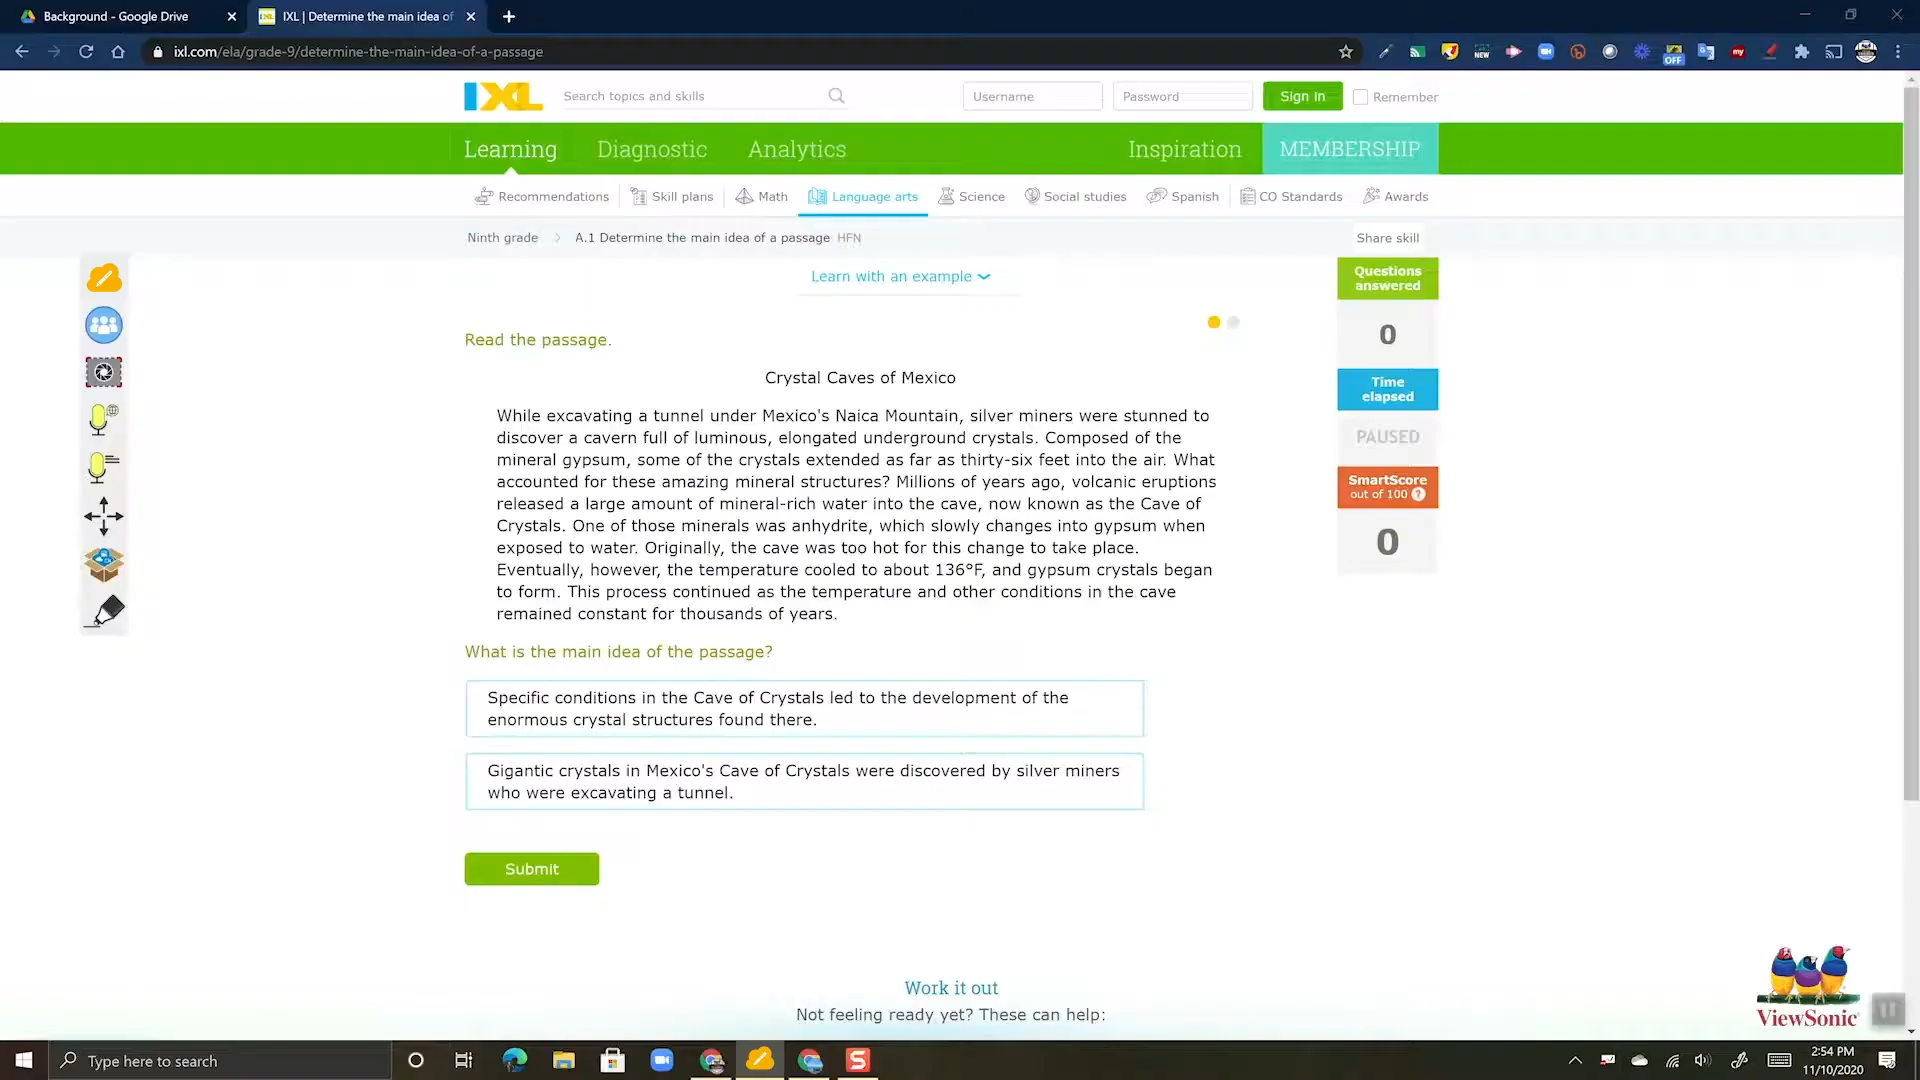 Background - Google Drive
IXL | Determine the main idea of
ixl.com/ela/grade-9/determine-the-main-idea-of-a-passage
NEW
OFF
my
IXL
Search topics and skills
Username
Password
Sign in
Remember
Learning
Diagnostic
Analytics
Inspiration
MEMBERSHIP
Recommendations
Skill plans
Math
Language arts
Science
Social studies
Spanish
CO Standards
Awards
Ninth grade
A.1 Determine the main idea of a passage HFN
Share skill
Learn with an example
Questions
answered
0
Time
elapsed
PAUSED
SmartScore
out of 100 ?
0
Read the passage.
Crystal Caves of Mexico
While excavating a tunnel under Mexico's Naica Mountain, silver miners were stunned to
discover a cavern full of luminous, elongated underground crystals. Composed of the
mineral gypsum, some of the crystals extended as far as thirty-six feet into the air. What
accounted for these amazing mineral structures? Millions of years ago, volcanic eruptions
released a large amount of mineral-rich water into the cave, now known as the Cave of
Crystals. One of those minerals was anhydrite, which slowly changes into gypsum when
exposed to water. Originally, the cave was too hot for this change to take place.
Eventually, however, the temperature cooled to about 136°F, and gypsum crystals began
to form. This process continued as the temperature and other conditions in the cave
remained constant for thousands of years.
What is the main idea of the passage?
Specific conditions in the Cave of Crystals led to the development of the
enormous crystal structures found there.
Gigantic crystals in Mexico's Cave of Crystals were discovered by silver miners
who were excavating a tunnel.
Submit
Work it out
Not feeling ready yet? These can help:
ViewSonic
Type here to search
S
2:54 PM
11/10/2020